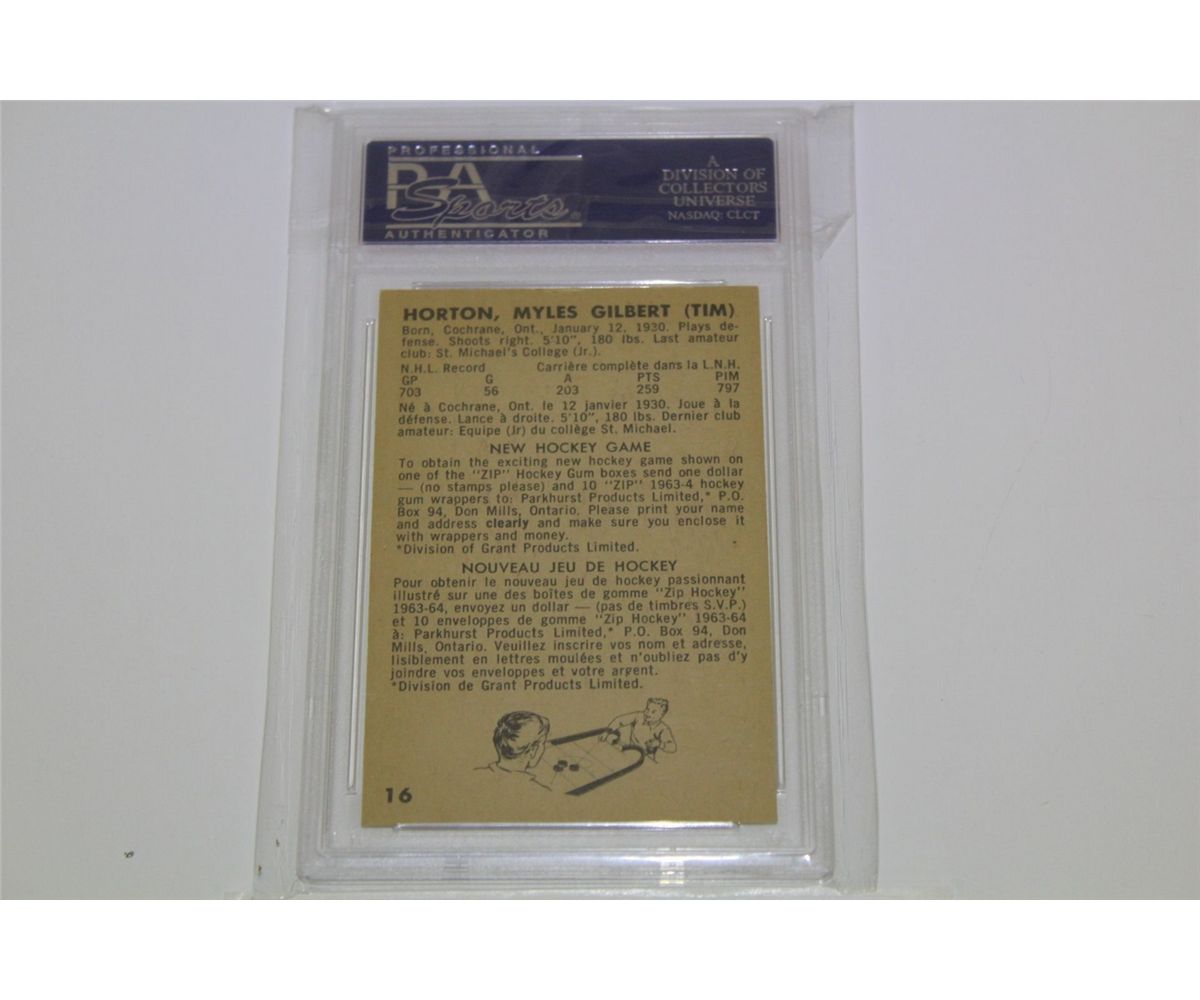 PROFESSIONAL
PSA
Sports®
AUTHENTICATOR
A
DIVISION OF
COLLECTORS
UNIVERSE
NASDAQ: CLCT
HORTON, MYLES GILBERT (TIM)
Born, Cochrane, Ont., January 12, 1930. Plays de-
fense. Shoots right. 5'10", 180 lbs. Last amateur
club: St. Michael's College (Jr.).
N.H.L. Record Carrière complète dans la L.N.H.
GP G A PTS PIM
703 56 203 259 797
Né à Cochrane, Ont. le 12 janvier 1930. Joue à la
défense. Lance à droite. 5'10", 180 lbs. Dernier club
amateur: Equipe (Jr) du collège St. Michael.
NEW HOCKEY GAME
To obtain the exciting new hockey game shown on
one of the "ZIP" Hockey Gum boxes send one dollar
— (no stamps please) and 10 "ZIP" 1963-4 hockey
gum wrappers to: Parkhurst Products Limited,* P.O.
Box 94, Don Mills, Ontario. Please print your name
and address clearly and make sure you enclose it
with wrappers and money.
*Division of Grant Products Limited.
NOUVEAU JEU DE HOCKEY
Pour obtenir le nouveau jeu de hockey passionnant
illustré sur une des boîtes de gomme "Zip Hockey"
1963-64, envoyez un dollar — (pas de timbres S.V.P.)
et 10 enveloppes de gomme "Zip Hockey" 1963-64
à: Parkhurst Products Limited,* P.O. Box 94, Don
Mills, Ontario. Veuillez inscrire vos nom et adresse,
lisiblement en lettres moulées et n'oubliez pas d'y
joindre vos enveloppes et votre argent.
*Division de Grant Products Limited.
16